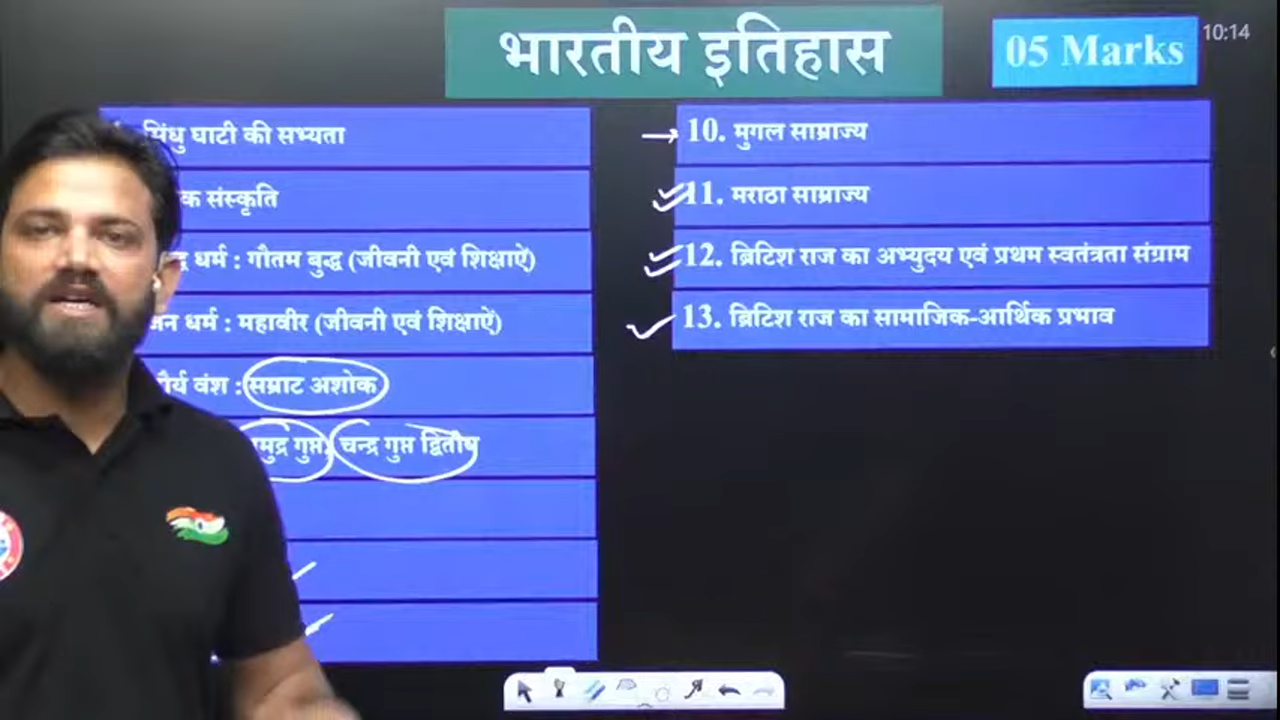 भारतीय इतिहास
05 Marks
10:14
सिंधु घाटी की सभ्यता
संस्कृति
धर्म : गौतम बुद्ध (जीवनी एवं शिक्षाऐं)
धर्म : महावीर (जीवनी एवं शिक्षाऐं)
वंश : सम्राट अशोक
गुप्त, चन्द्र गुप्त द्वितीय
10. मुगल साम्राज्य
11. मराठा साम्राज्य
12. ब्रिटिश राज का अभ्युदय एवं प्रथम स्वतंत्रता संग्राम
13. ब्रिटिश राज का सामाजिक-आर्थिक प्रभाव